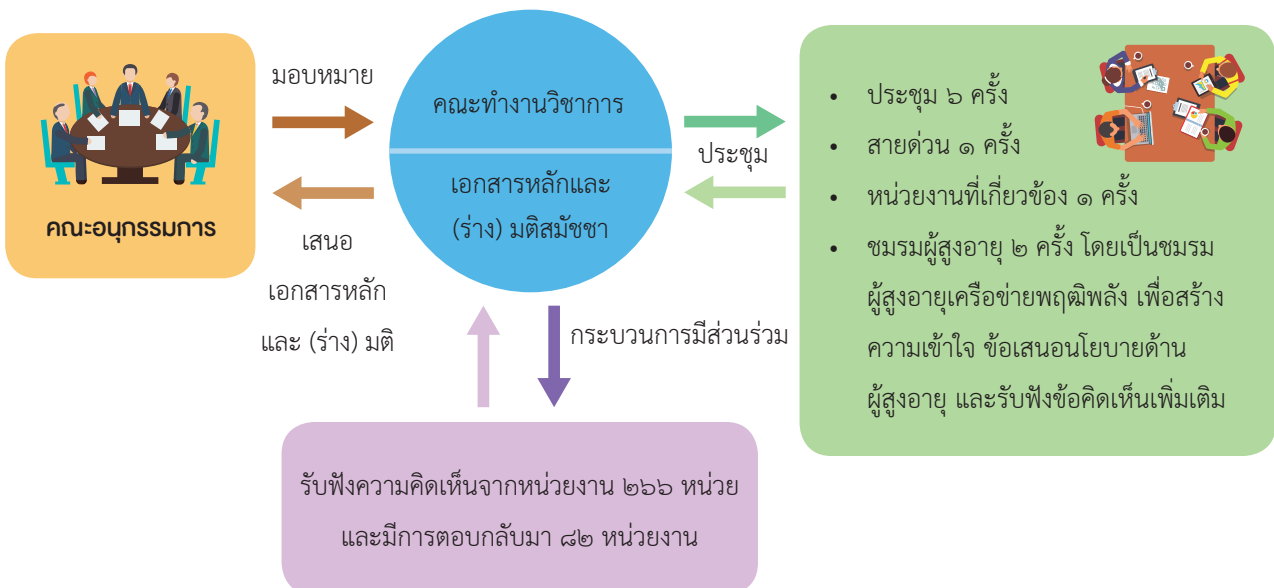 คณะอนุกรรมการ
มอบหมาย
เสนอ
เอกสารหลัก
และ (ร่าง) มติ
คณะทำงานวิชาการ
เอกสารหลักและ
(ร่าง) มติสมัชชา
ประชุม
• ประชุม ๖ ครั้ง
• สายด่วน ๑ ครั้ง
• หน่วยงานที่เกี่ยวข้อง ๑ ครั้ง
• ชมรมผู้สูงอายุ ๒ ครั้ง โดยเป็นชมรม
ผู้สูงอายุเครือข่ายพฤฒิพลัง เพื่อสร้าง
ความเข้าใจ ข้อเสนอนโยบายด้าน
ผู้สูงอายุ และรับฟังข้อคิดเห็นเพิ่มเติม
กระบวนการมีส่วนร่วม
รับฟังความคิดเห็นจากหน่วยงาน ๒๖๖ หน่วย
และมีการตอบกลับมา ๘๒ หน่วยงาน